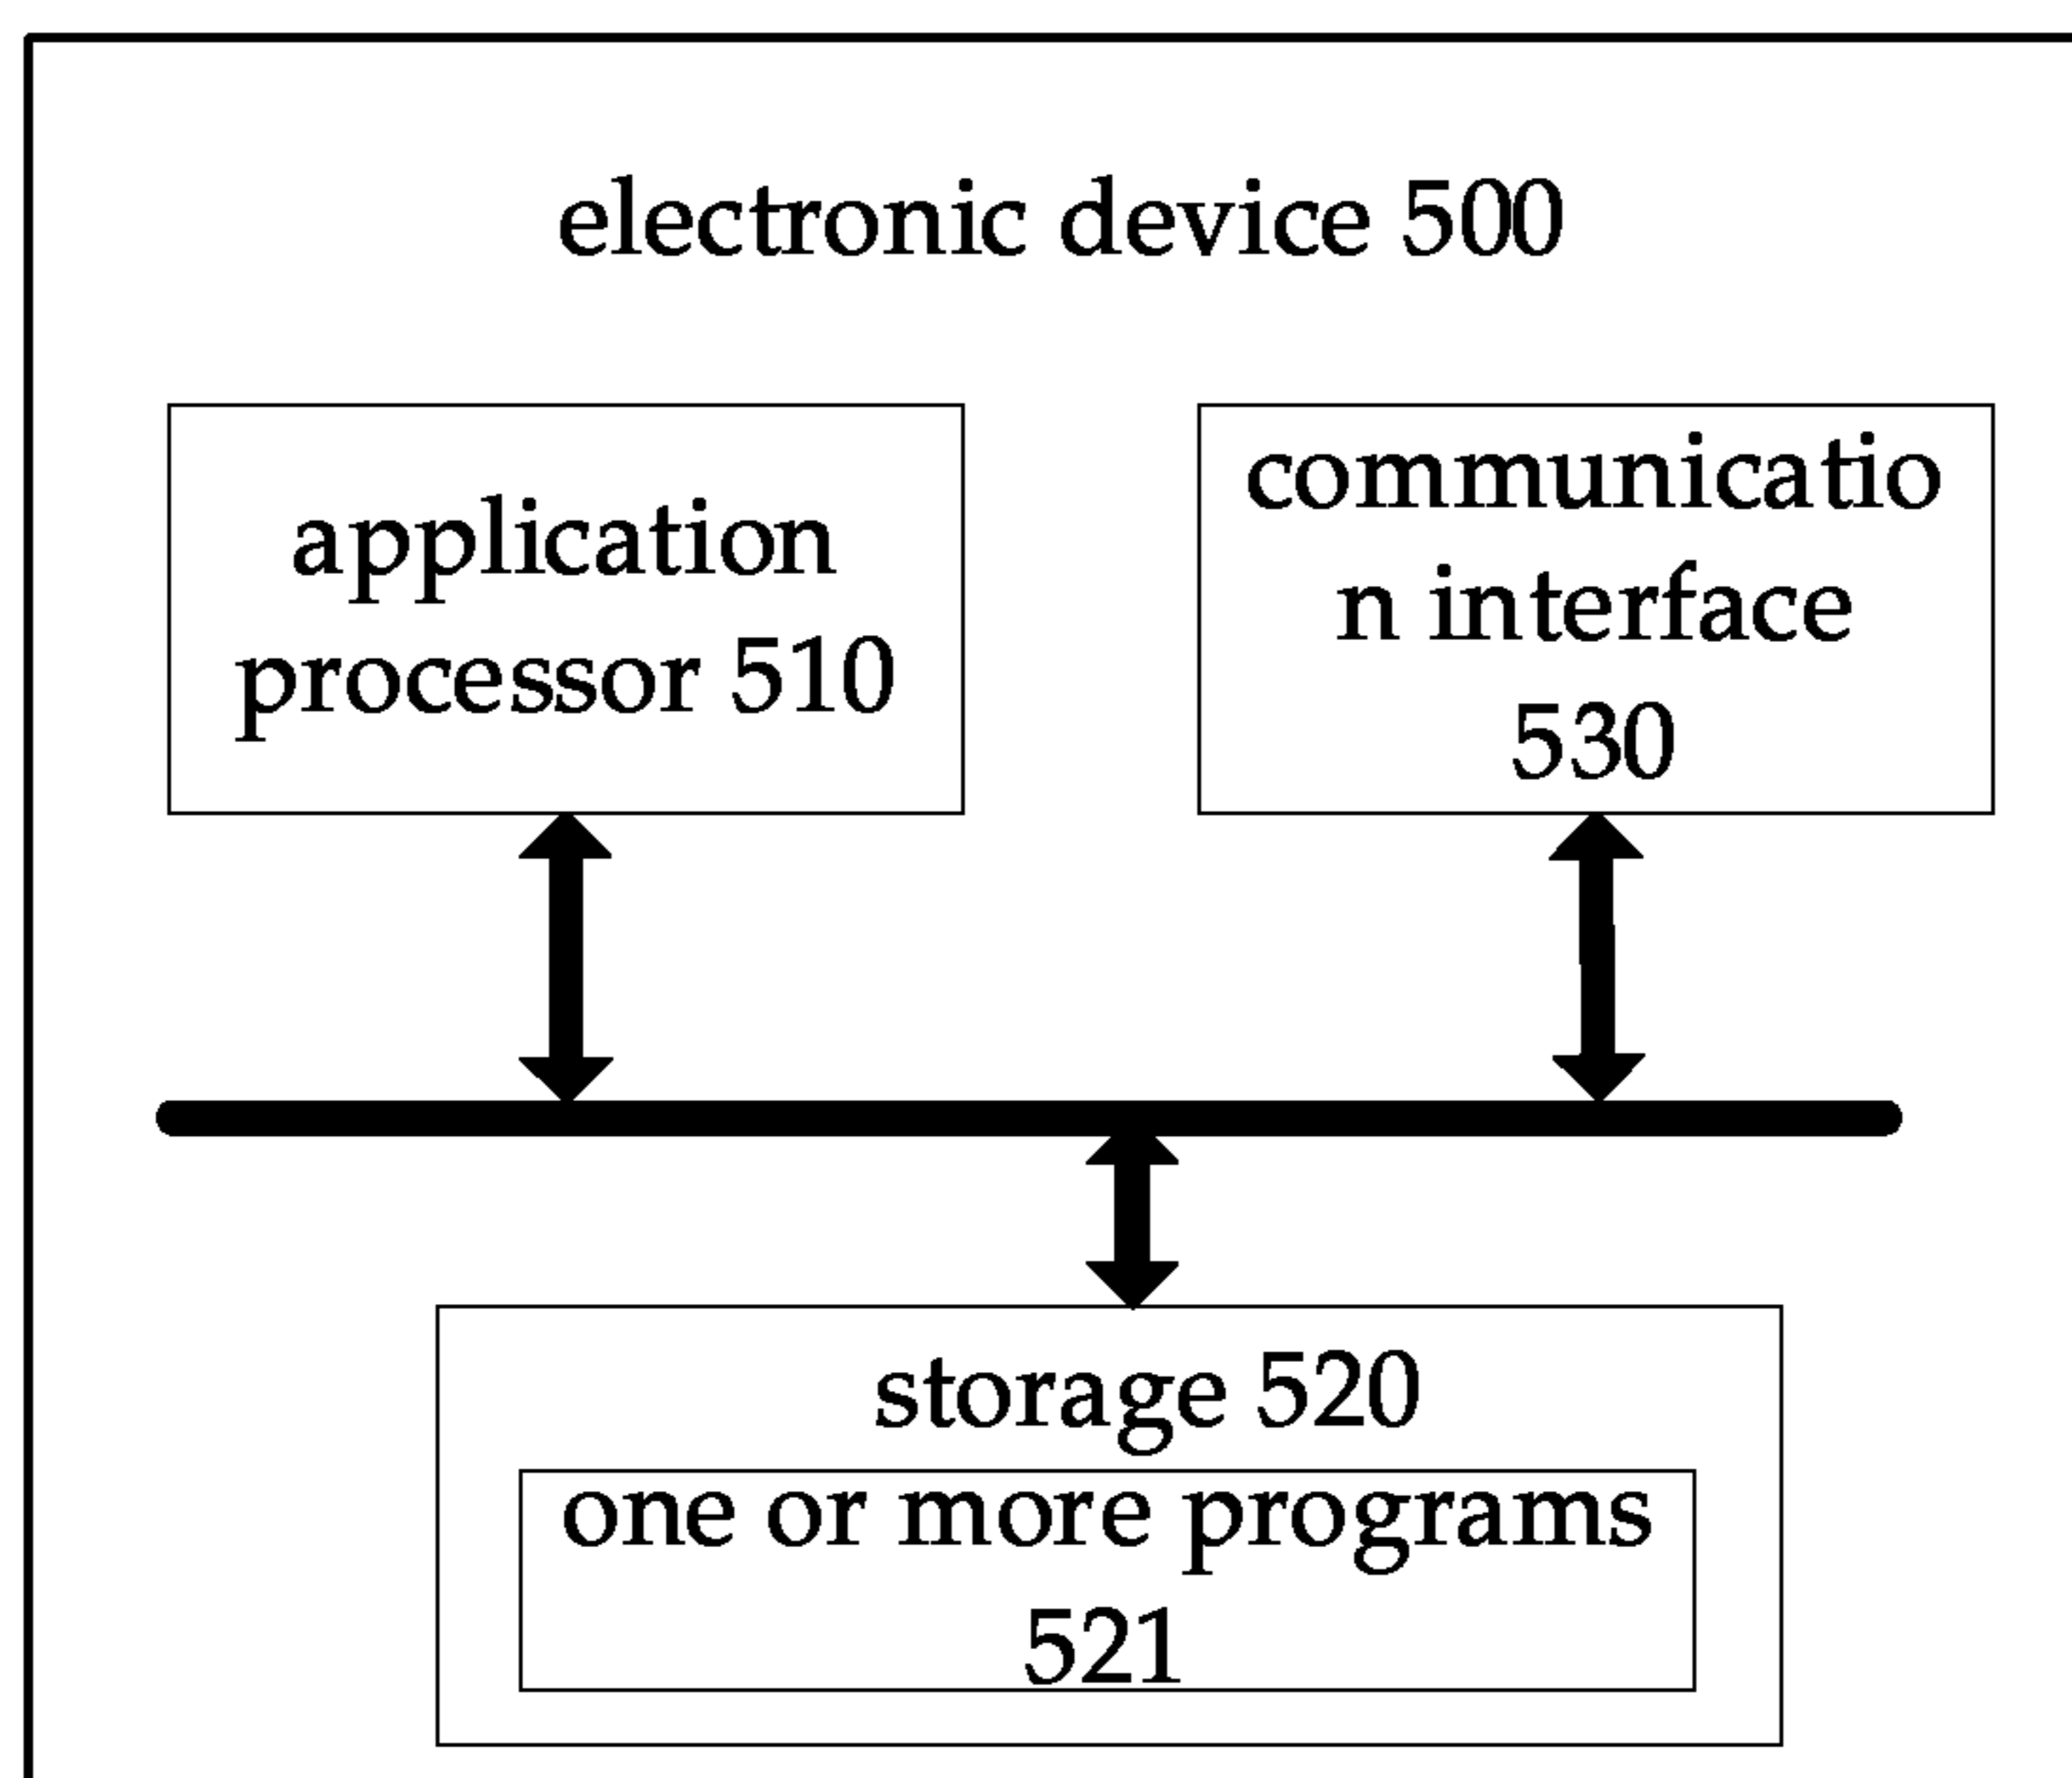 electronic device 500
application
processor 510
communicatio
n interface
530
storage 520
one or more programs
521